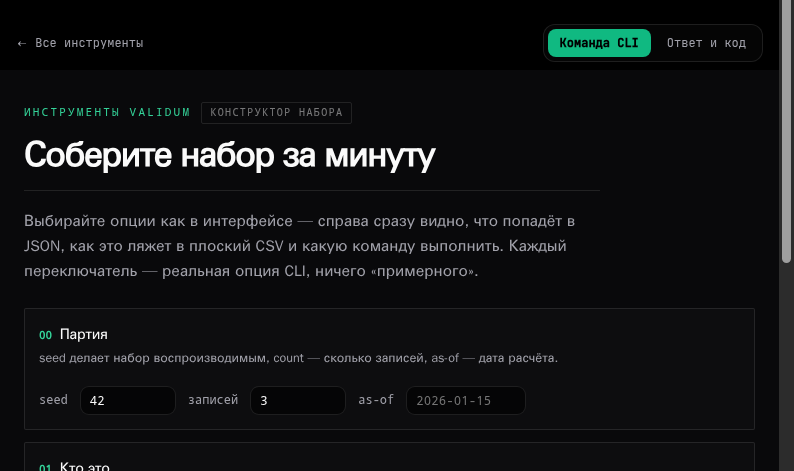 ← Все инструменты
Команда CLI
Ответ и код
ИНСТРУМЕНТЫ VALIDUM
КОНСТРУКТОР НАБОРА
Соберите набор за минуту
Выбирайте опции как в интерфейсе — справа сразу видно, что попадёт в
JSON, как это ляжет в плоский CSV и какую команду выполнить. Каждый
переключатель — реальная опция CLI, ничего «примерного».
00 Партия
seed делает набор воспроизводимым, count — сколько записей, as-of — дата расчёта.
seed 42 записей 3 as-of 2026-01-15
01 Кто это